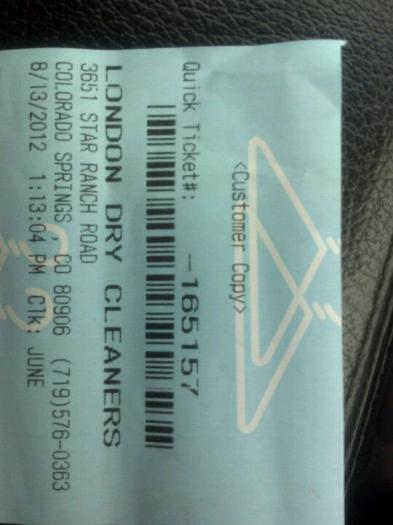 <Customer Copy>
Quick Ticket#: -165157
LONDON DRY CLEANERS
3651 STAR RANCH ROAD
COLORADO SPRINGS , CO 80906 (719)576-0363
8/13/2012 1:13:04 PM Clk: JUNE